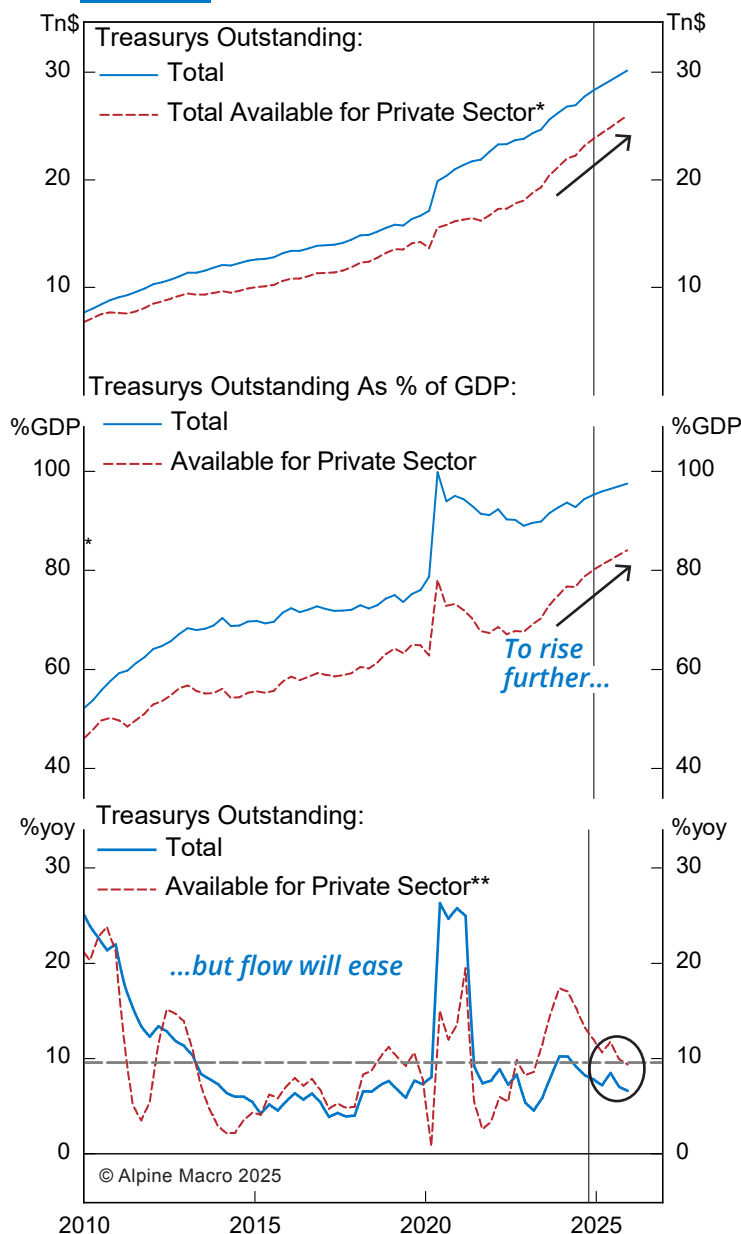 Tn$ Tn$
Treasurys Outstanding:
30 Total 30
Total Available for Private Sector*
20 20
10 10
Treasurys Outstanding As % of GDP:
%GDP Total %GDP
Available for Private Sector
100 100
*
80 80
To rise
60 further... 60
40 40
Treasurys Outstanding:
%yoy Total %yoy
30 30
Available for Private Sector**
20 ...but flow will ease 20
10 10
0 0
© Alpine Macro 2025
2010 2015 2020 2025